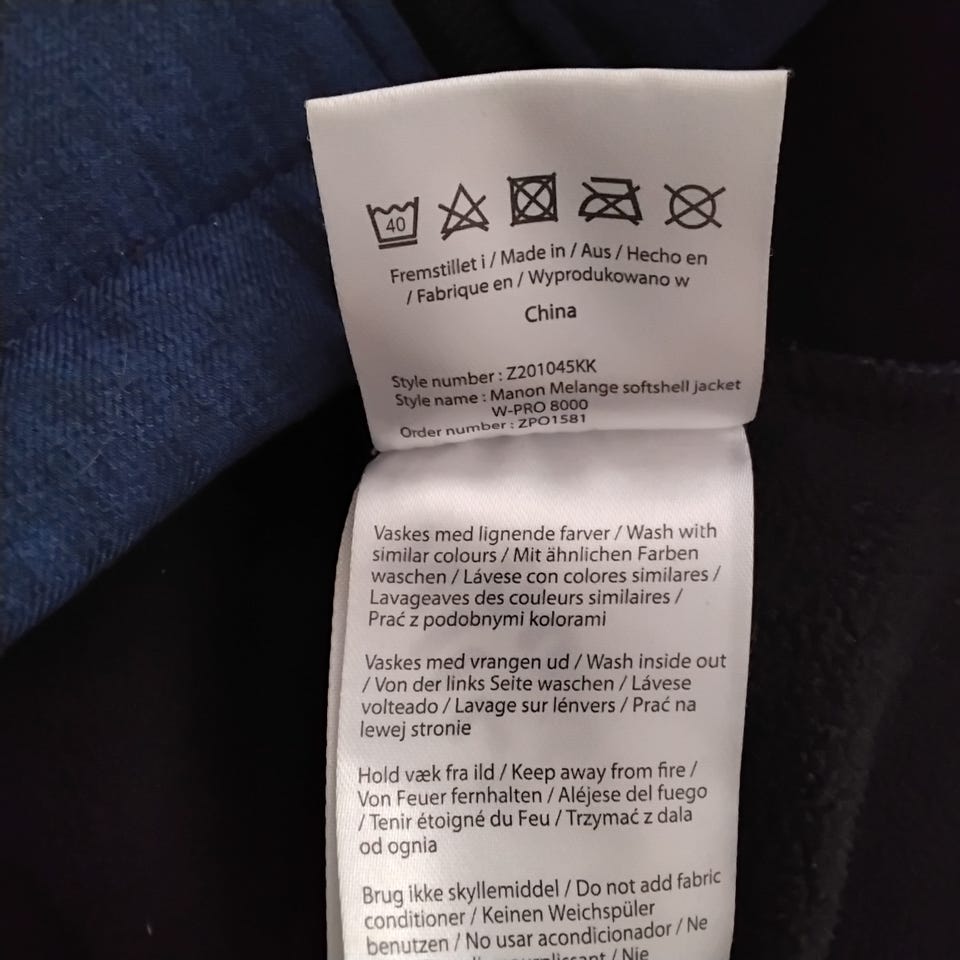 40
Fremstillet i / Made in / Aus / Hecho en
/ Fabrique en / Wyprodukowano w
China
Style number : Z201045KK
Style name : Manon Melange softshell jacket
W-PRO 8000
Order number : ZPO1581
Vaskes med lignende farver / Wash with
similar colours / Mit ähnlichen Farben
waschen / Lávese con colores similares /
Lavageaves des couleurs similaires /
Prać z podobnymi kolorami
Vaskes med vrangen ud / Wash inside out
/ Von der links Seite waschen / Lávese
volteado / Lavage sur lénvers / Prać na
lewej stronie
Hold væk fra ild / Keep away from fire /
Von Feuer fernhalten / Aléjese del fuego
/ Tenir étoigné du Feu / Trzymać z dala
od ognia
Brug ikke skyllemiddel / Do not add fabric
conditioner / Keinen Weichspüler
benutzen / No usar acondicionador / Ne
/ Nie